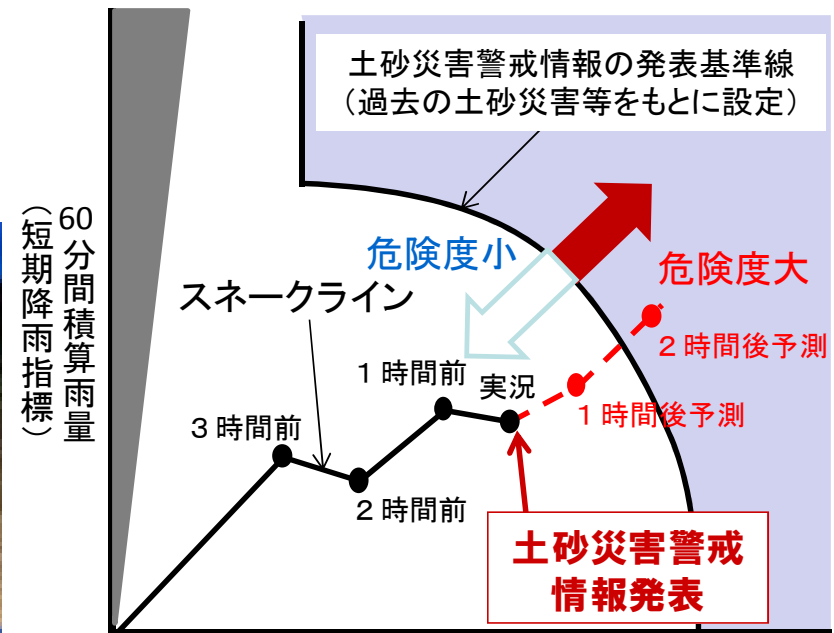 土砂災害警戒情報の発表基準線
（過去の土砂災害等をもとに設定）
60分間積算雨量
（短期降雨指標）
危険度小
危険度大
スネークライン
２時間後予測
１時間前
実況
１時間後予測
３時間前
２時間前
土砂災害警戒
情報発表